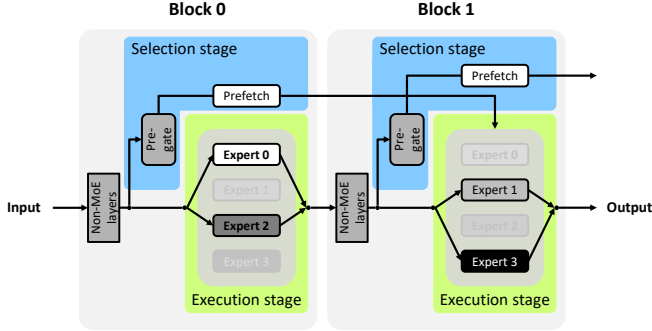 Block 0
Block 1
Selection stage
Selection stage
Prefetch
Prefetch
Pre-
gate
Pre-
gate
Expert 0
Expert 1
Expert 2
Expert 3
Expert 0
Expert 1
Expert 2
Expert 3
Input
Non-MoE
layers
Non-MoE
layers
Output
Execution stage
Execution stage